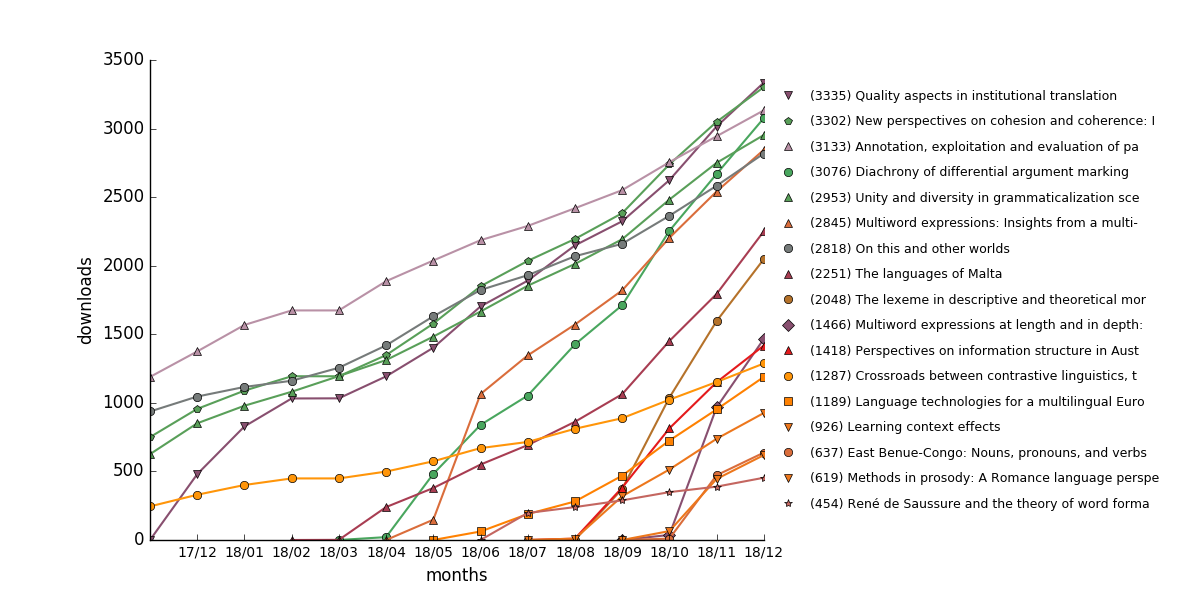 3500
3000
2500
2000
1500
1000
500
0
downloads
17/12 18/01 18/02 18/03 18/04 18/05 18/06 18/07 18/08 18/09 18/10 18/11 18/12
months
(3335) Quality aspects in institutional translation
(3302) New perspectives on cohesion and coherence: I
(3133) Annotation, exploitation and evaluation of pa
(3076) Diachrony of differential argument marking
(2953) Unity and diversity in grammaticalization sce
(2845) Multiword expressions: Insights from a multi-
(2818) On this and other worlds
(2251) The languages of Malta
(2048) The lexeme in descriptive and theoretical mor
(1466) Multiword expressions at length and in depth:
(1418) Perspectives on information structure in Aust
(1287) Crossroads between contrastive linguistics, t
(1189) Language technologies for a multilingual Euro
(926) Learning context effects
(637) East Benue-Congo: Nouns, pronouns, and verbs
(619) Methods in prosody: A Romance language perspe
(454) René de Saussure and the theory of word forma